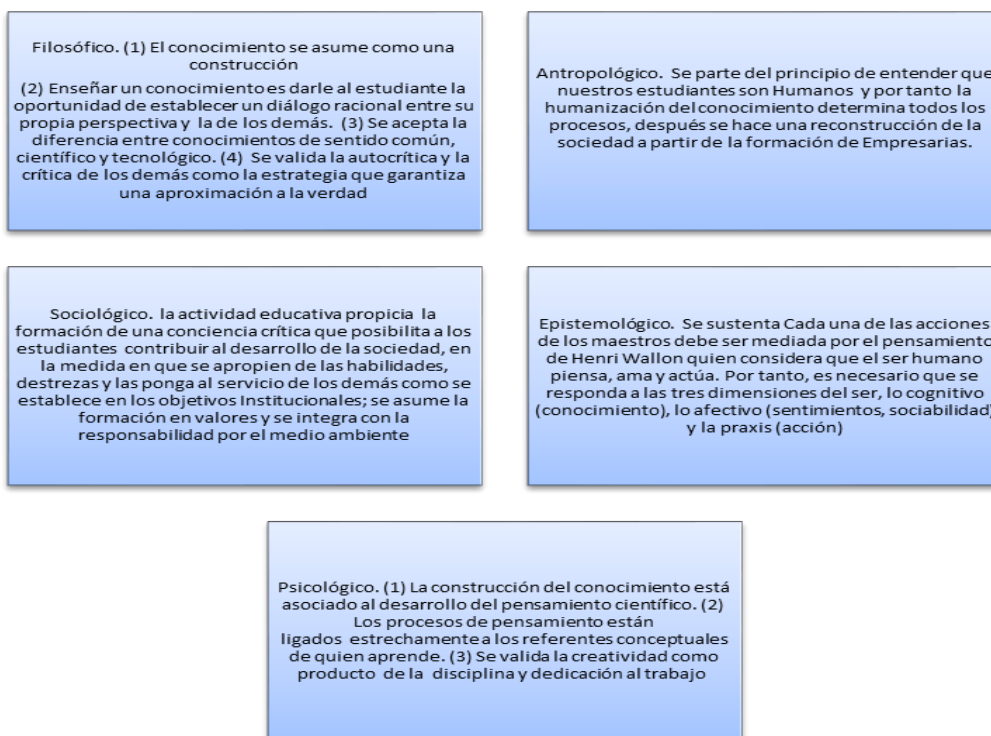 Filosófico. (1) El conocimiento se asume como una
construcción
(2) Enseñar un conocimiento es darle al estudiante la
oportunidad de establecer un diálogo racional entre su
propia perspectiva y la de los demás. (3) Se acepta la
diferencia entre conocimientos de sentido común,
científico y tecnológico. (4) Se valida la autocrítica y la
crítica de los demás como la estrategia que garantiza
una aproximación a la verdad
Antropológico. Se parte del principio de entender que
nuestros estudiantes son Humanos y por tanto la
humanización del conocimiento determina todos los
procesos, después se hace una reconstrucción de la
sociedad a partir de la formación de Empresarias.
Sociológico. la actividad educativa propicia la
formación de una conciencia crítica que posibilita a los
estudiantes contribuir al desarrollo de la sociedad, en
la medida en que se apropien de las habilidades,
destrezas y las ponga al servicio de los demás como se
establece en los objetivos Institucionales; se asume la
formación en valores y se integra con la
responsabilidad por el medio ambiente
Epistemológico. Se sustenta Cada una de las acciones
de los maestros debe ser mediada por el pensamiento
de Henri Wallon quien considera que el ser humano
piensa, ama y actúa. Por tanto, es necesario que se
responda a las tres dimensiones del ser, lo cognitivo
(conocimiento), lo afectivo (sentimientos, sociabilidad)
y la praxis (acción)
Psicológico. (1) La construcción del conocimiento está
asociado al desarrollo del pensamiento científico. (2)
Los procesos de pensamiento están
ligados estrechamente a los referentes conceptuales
de quien aprende. (3) Se valida la creatividad como
producto de la disciplina y dedicación al trabajo